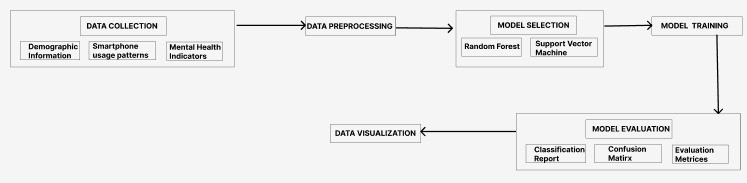 DATA COLLECTION
Demographic
Information
Smartphone
usage patterns
Mental Health
Indicators
DATA PREPROCESSING
MODEL SELECTION
Random Forest
Support Vector
Machine
MODEL TRAINING
MODEL EVALUATION
Classification
Report
Confusion
Matirx
Evaluation
Metrices
DATA VISUALIZATION